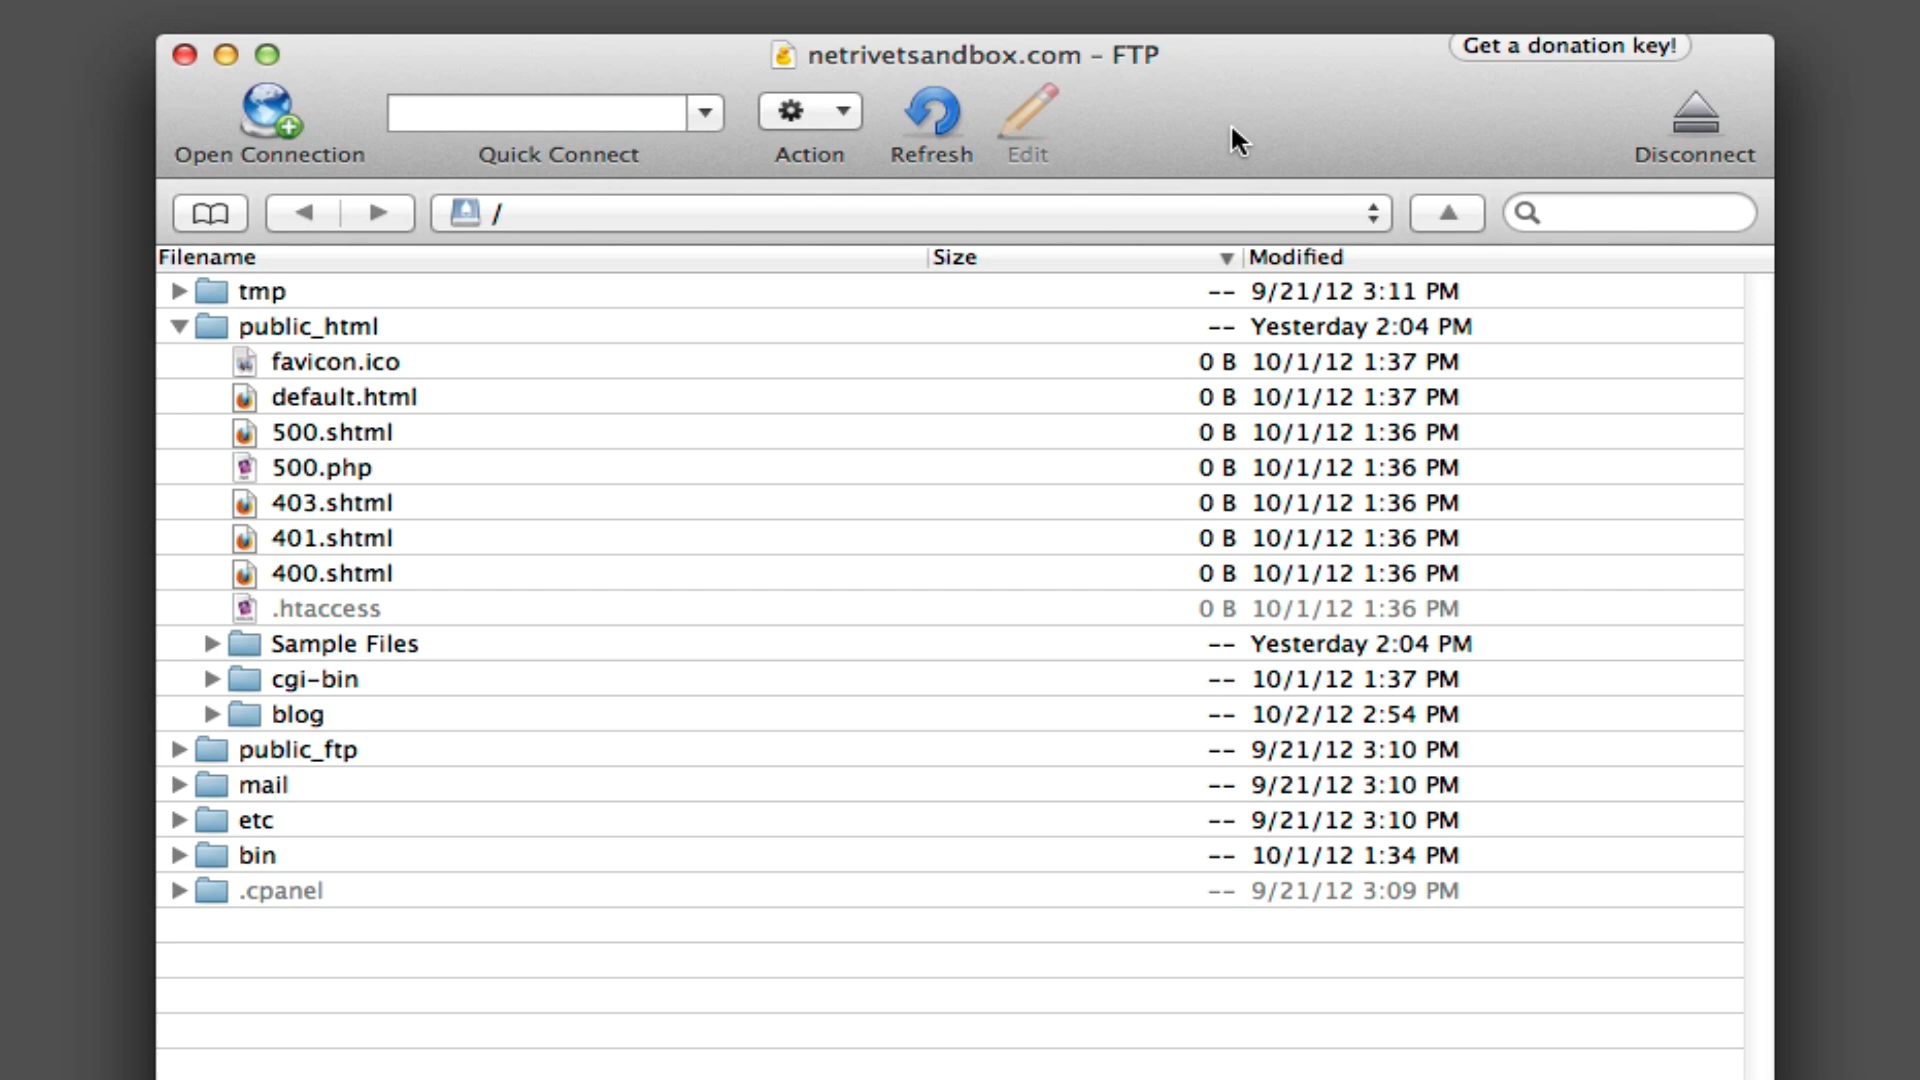 netrivetsandbox.com – FTP
Get a donation key!
Open Connection
Quick Connect
Action
Refresh
Edit
Disconnect
/
Filename Size Modified
tmp -- 9/21/12 3:11 PM
public_html -- Yesterday 2:04 PM
favicon.ico 0 B 10/1/12 1:37 PM
default.html 0 B 10/1/12 1:37 PM
500.shtml 0 B 10/1/12 1:36 PM
500.php 0 B 10/1/12 1:36 PM
403.shtml 0 B 10/1/12 1:36 PM
401.shtml 0 B 10/1/12 1:36 PM
400.shtml 0 B 10/1/12 1:36 PM
.htaccess 0 B 10/1/12 1:36 PM
Sample Files -- Yesterday 2:04 PM
cgi-bin -- 10/1/12 1:37 PM
blog -- 10/2/12 2:54 PM
public_ftp -- 9/21/12 3:10 PM
mail -- 9/21/12 3:10 PM
etc -- 9/21/12 3:10 PM
bin -- 10/1/12 1:34 PM
.cpanel -- 9/21/12 3:09 PM